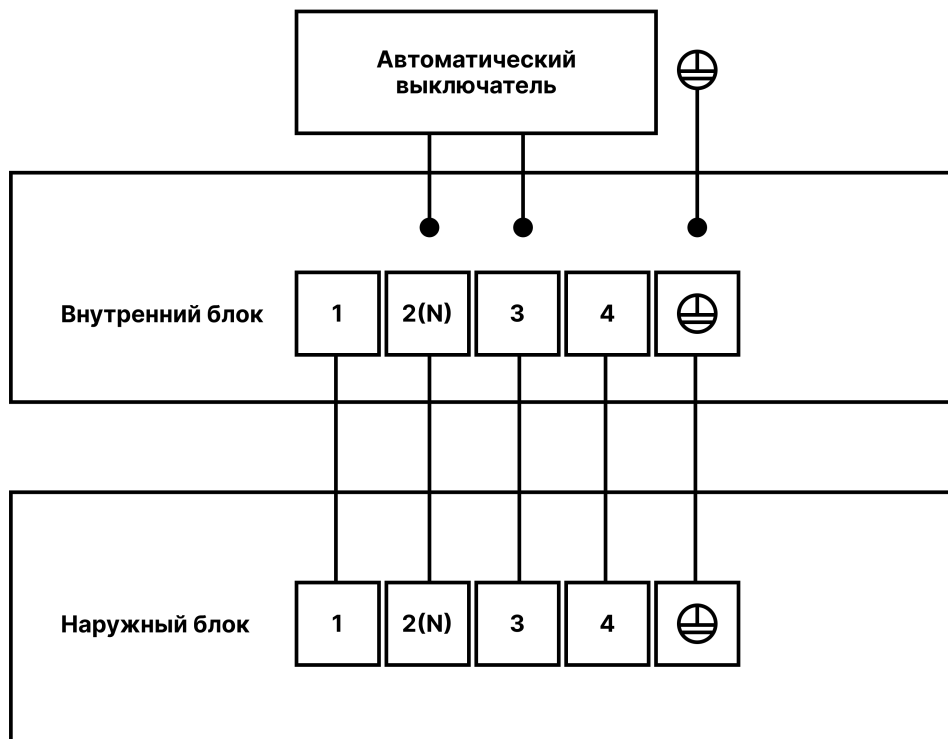 Автоматический
выключатель
Внутренний блок 1 2(N) 3 4
Наружный блок 1 2(N) 3 4